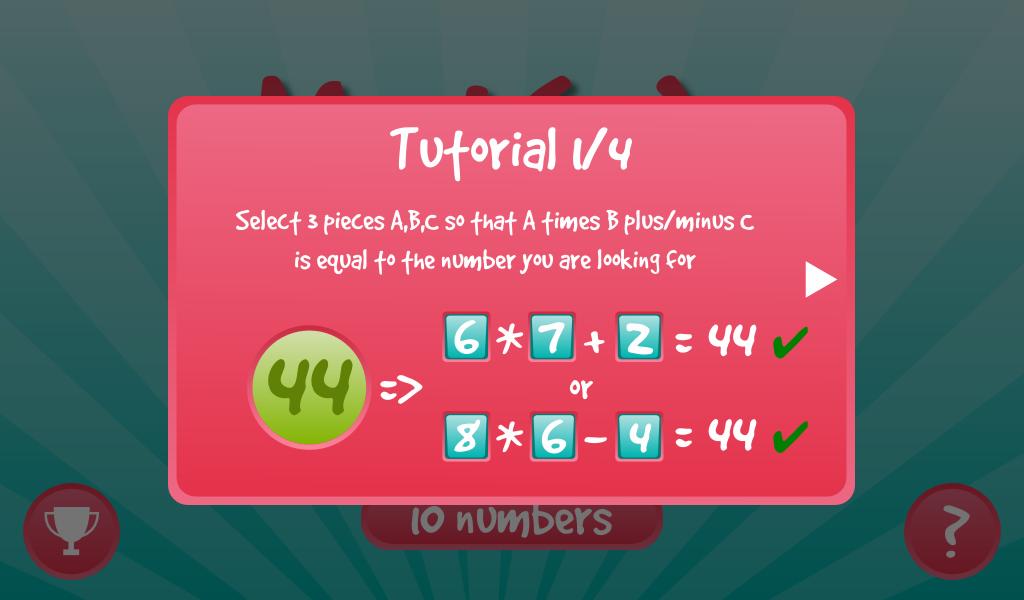 Tutorial 1/4
Select 3 pieces A,B,C so that A times B plus/minus C
is equal to the number you are looking for
6 * 7 + 2 = 44 ✔
44 => or
8 * 6 - 4 = 44 ✔
10 numbers
?